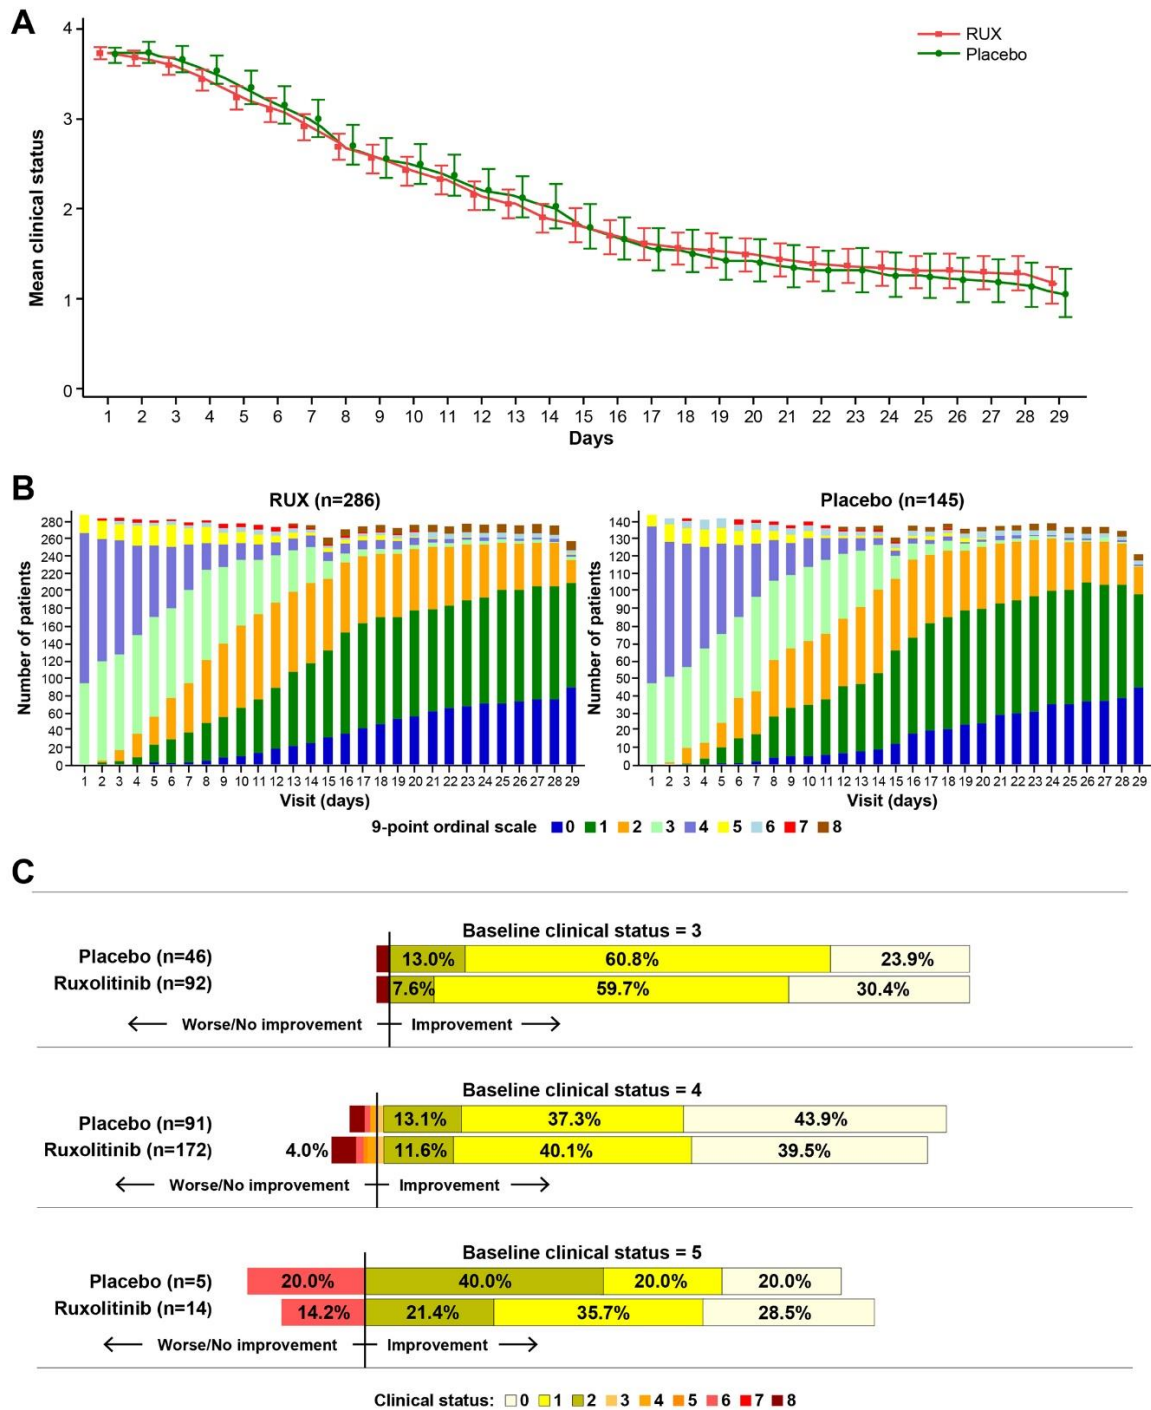 A
RUX
Placebo
Mean clinical status
4
3
2
1
0
1 2 3 4 5 6 7 8 9 10 11 12 13 14 15 16 17 18 19 20 21 22 23 24 25 26 27 28 29
Days
B
RUX (n=286)
Number of patients
280
260
240
220
200
180
160
140
120
100
80
60
40
20
0
1 2 3 4 5 6 7 8 9 10 11 12 13 14 15 16 17 18 19 20 21 22 23 24 25 26 27 28 29
Visit (days)
Placebo (n=145)
Number of patients
140
130
120
110
100
90
80
70
60
50
40
30
20
10
0
1 2 3 4 5 6 7 8 9 10 11 12 13 14 15 16 17 18 19 20 21 22 23 24 25 26 27 28 29
Visit (days)
9-point ordinal scale 0 1 2 3 4 5 6 7 8
C
Baseline clinical status = 3
Placebo (n=46) 13.0% 60.8% 23.9%
Ruxolitinib (n=92) 7.6% 59.7% 30.4%
Worse/No improvement Improvement
Baseline clinical status = 4
Placebo (n=91) 13.1% 37.3% 43.9%
Ruxolitinib (n=172) 4.0% 11.6% 40.1% 39.5%
Worse/No improvement Improvement
Baseline clinical status = 5
Placebo (n=5) 20.0% 40.0% 20.0% 20.0%
Ruxolitinib (n=14) 14.2% 21.4% 35.7% 28.5%
Worse/No improvement Improvement
Clinical status: 0 1 2 3 4 5 6 7 8